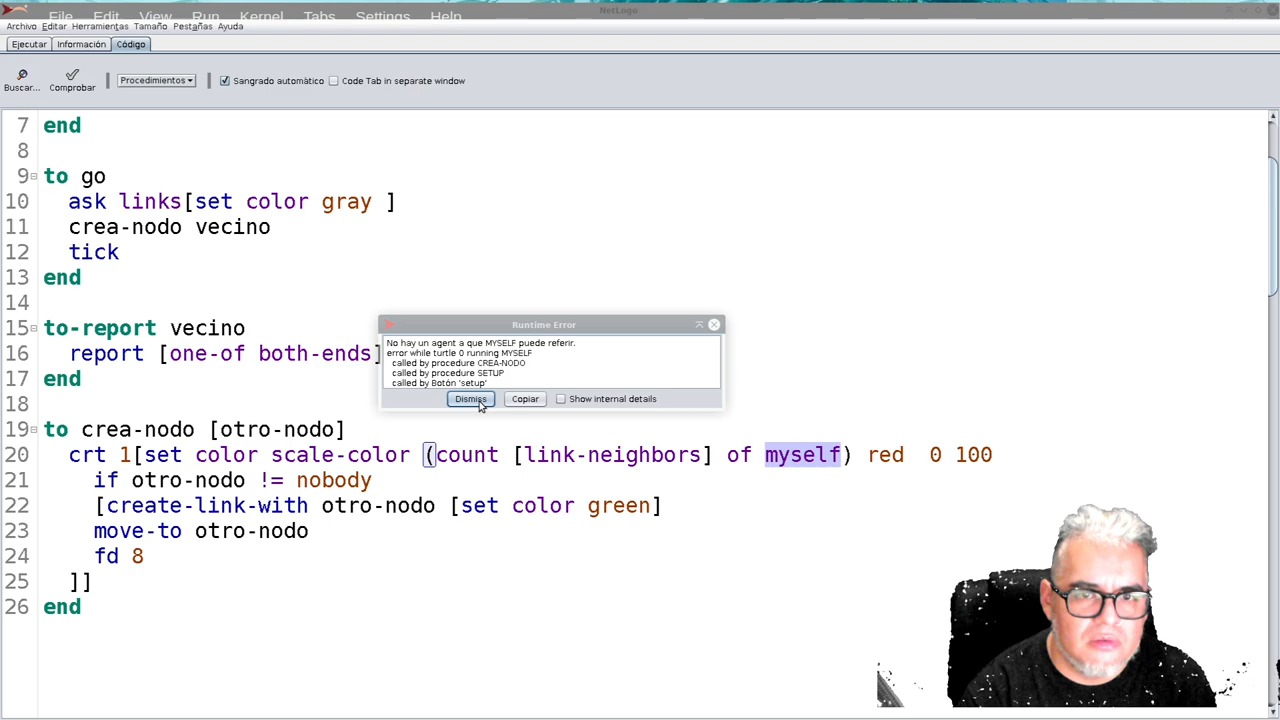 NetLogo
File Edit View Run Kernel Tabs Settings Help
Archivo Editar Herramientas Tamaño Pestañas Ayuda
Ejecutar Información Código
Buscar... Comprobar Procedimientos Sangrado automático Code Tab in separate window
7 end
8
9 to go
10 ask links[set color gray ]
11 crea-nodo vecino
12 tick
13 end
14
15 to-report vecino
16 report [one-of both-ends]
17 end
18
19 to crea-nodo [otro-nodo]
20 crt 1[set color scale-color (count [link-neighbors] of myself) red 0 100
21 if otro-nodo != nobody
22 [create-link-with otro-nodo [set color green]
23 move-to otro-nodo
24 fd 8
25 ]]
26 end
Runtime Error
No hay un agent a que MYSELF puede referir.
error while turtle 0 running MYSELF
called by procedure CREA-NODO
called by procedure SETUP
called by Botón 'setup'
Dismiss Copiar Show internal details